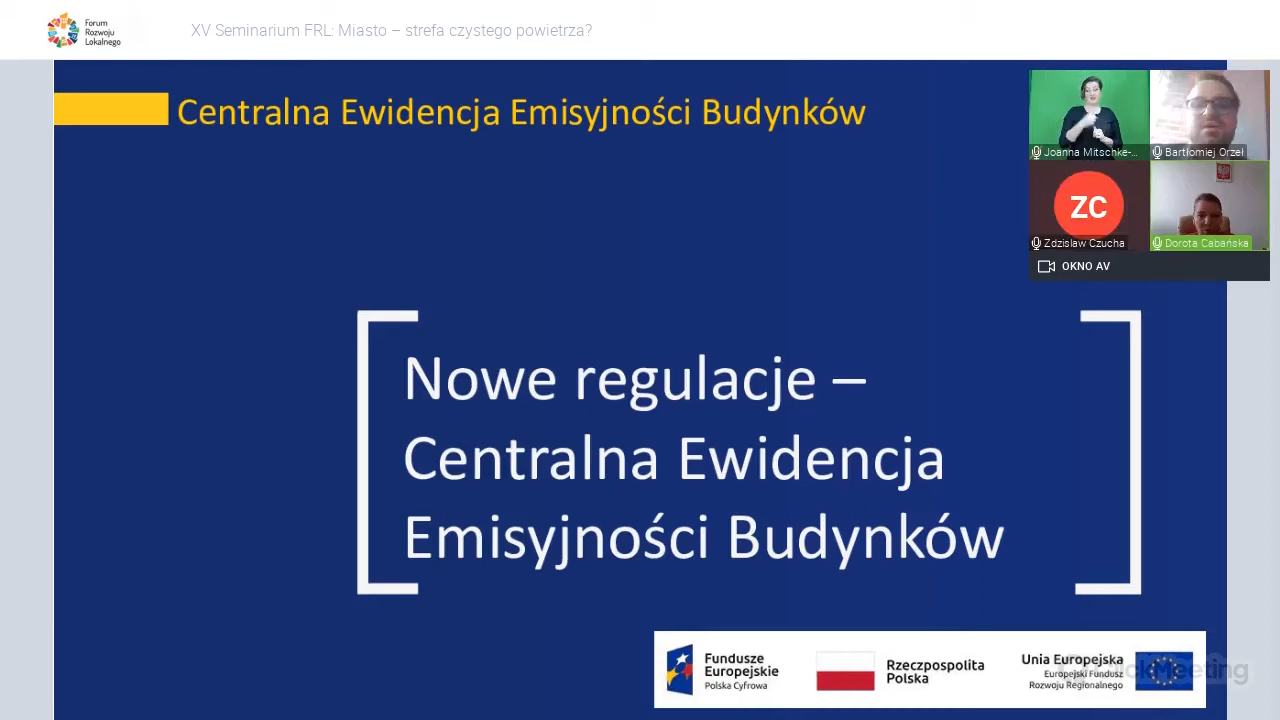 Forum
Rozwoju
Lokalnego
XV Seminarium FRL: Miasto – strefa czystego powietrza?
Centralna Ewidencja Emisyjności Budynków
Joanna Mitschke-...
Bartłomiej Orzeł
ZC
Zdzislaw Czucha
Dorota Cabańska
OKNO AV
Nowe regulacje –
Centralna Ewidencja
Emisyjności Budynków
Fundusze
Europejskie
Polska Cyfrowa
Rzeczpospolita
Polska
Unia Europejska
Europejski Fundusz
Rozwoju Regionalnego
ClickMeeting